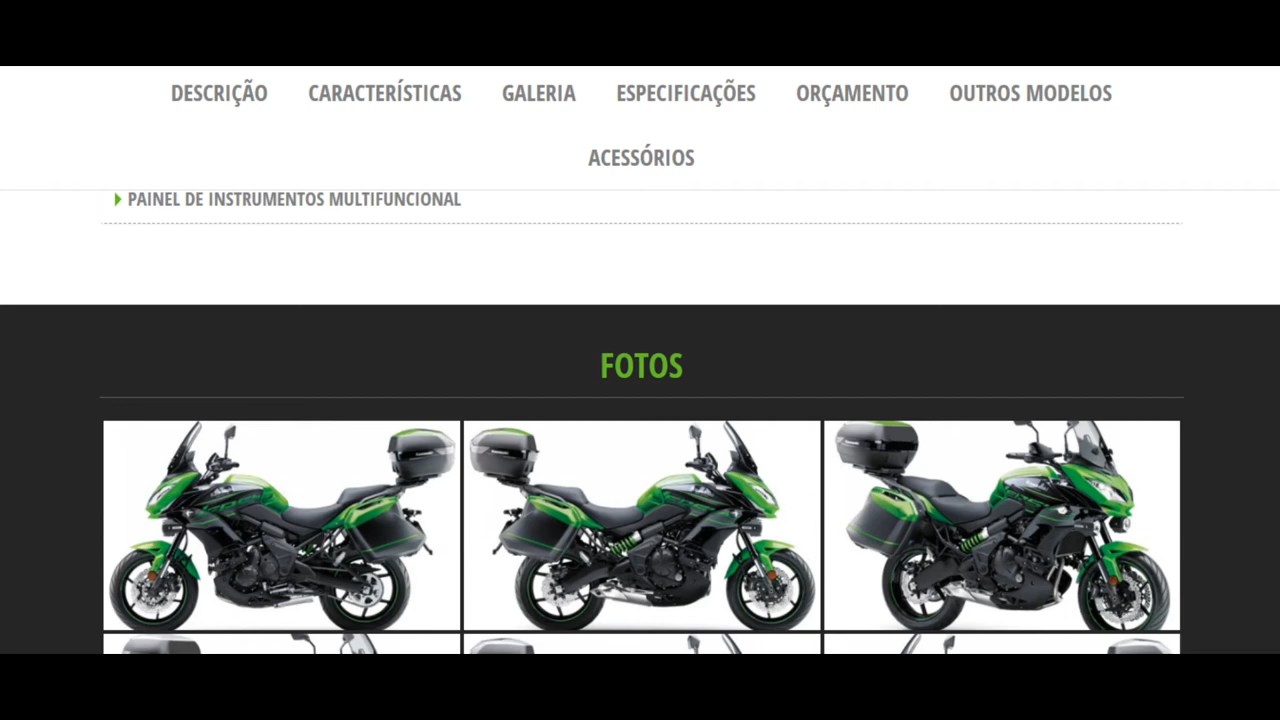 DESCRIÇÃO CARACTERÍSTICAS GALERIA ESPECIFICAÇÕES ORÇAMENTO OUTROS MODELOS
ACESSÓRIOS
PAINEL DE INSTRUMENTOS MULTIFUNCIONAL
FOTOS